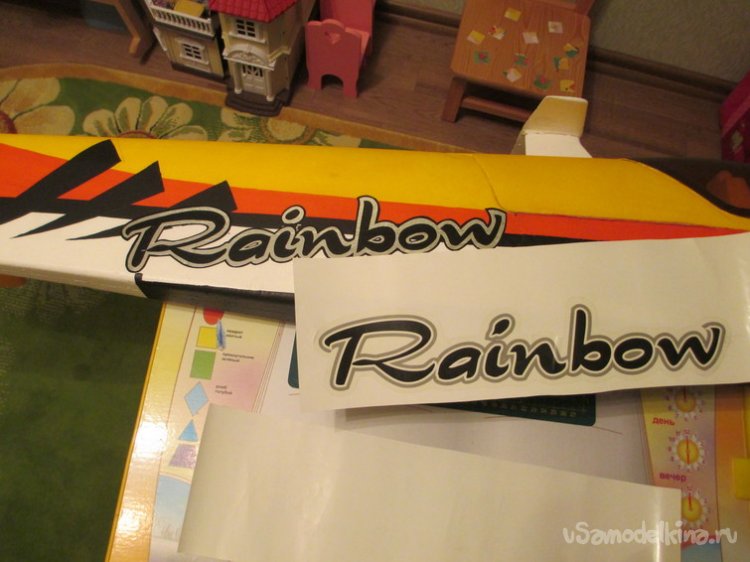 Rainbow
Rainbow
день
вечер
uSamodelkina.ru